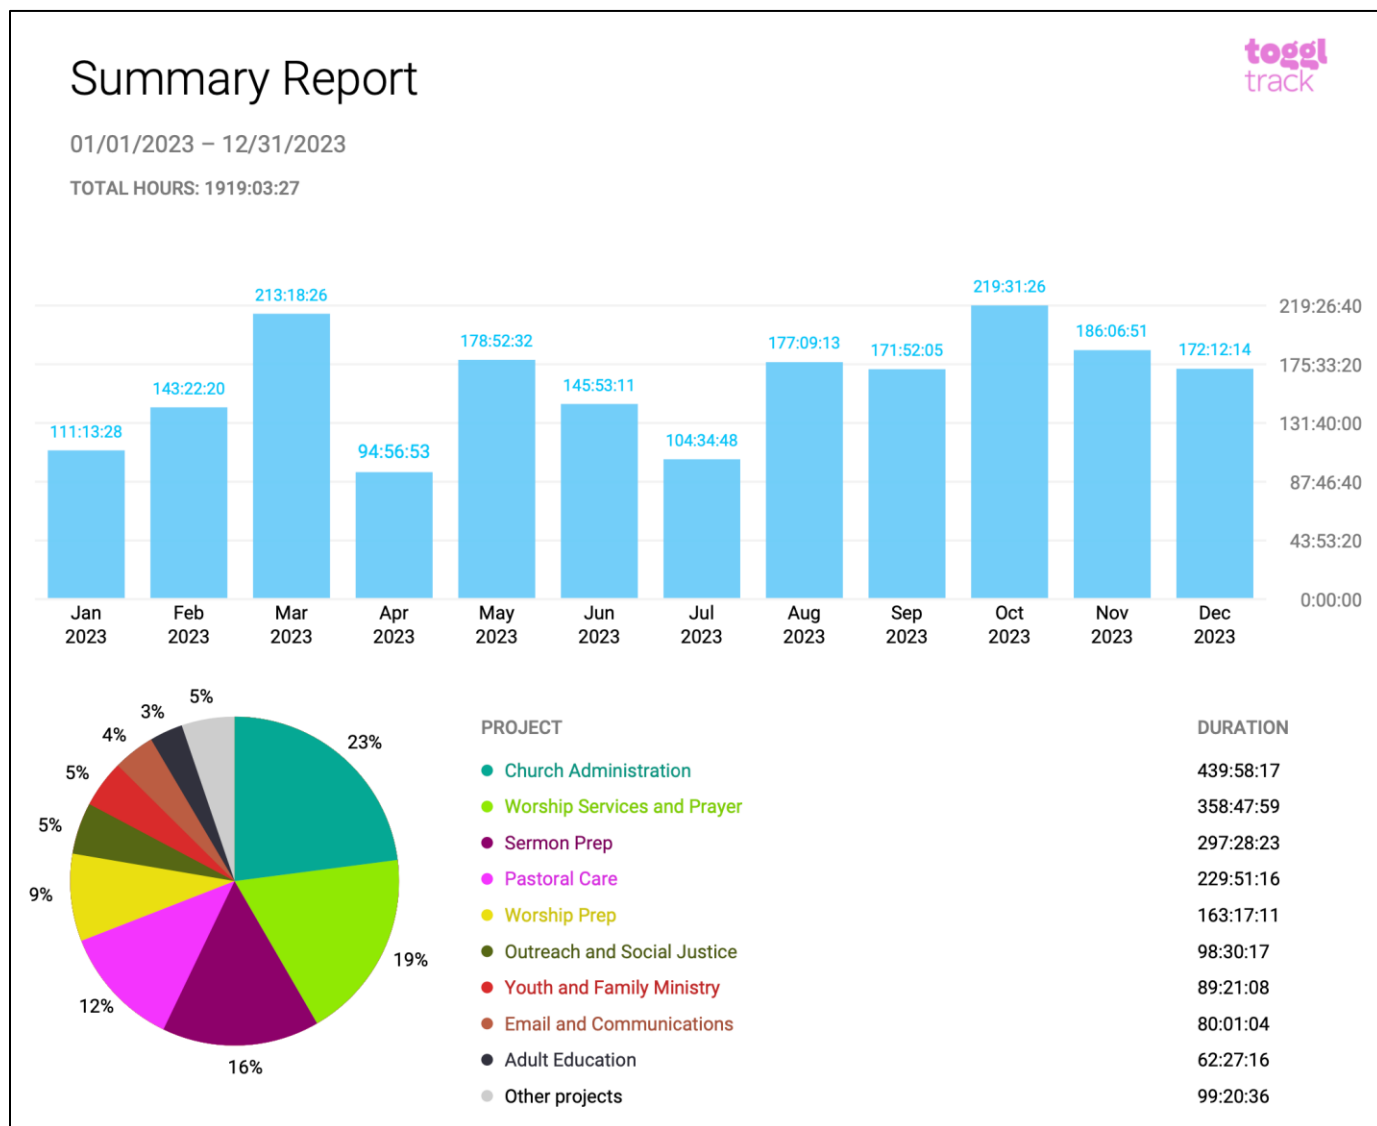 toggl
track
Summary Report
01/01/2023 – 12/31/2023
TOTAL HOURS: 1919:03:27
111:13:28
143:22:20
213:18:26
94:56:53
178:52:32
145:53:11
104:34:48
177:09:13
171:52:05
219:31:26
186:06:51
172:12:14
219:26:40
175:33:20
131:40:00
87:46:40
43:53:20
0:00:00
Jan 2023
Feb 2023
Mar 2023
Apr 2023
May 2023
Jun 2023
Jul 2023
Aug 2023
Sep 2023
Oct 2023
Nov 2023
Dec 2023
23%
19%
16%
12%
9%
5%
5%
4%
3%
5%
PROJECT DURATION
Church Administration 439:58:17
Worship Services and Prayer 358:47:59
Sermon Prep 297:28:23
Pastoral Care 229:51:16
Worship Prep 163:17:11
Outreach and Social Justice 98:30:17
Youth and Family Ministry 89:21:08
Email and Communications 80:01:04
Adult Education 62:27:16
Other projects 99:20:36